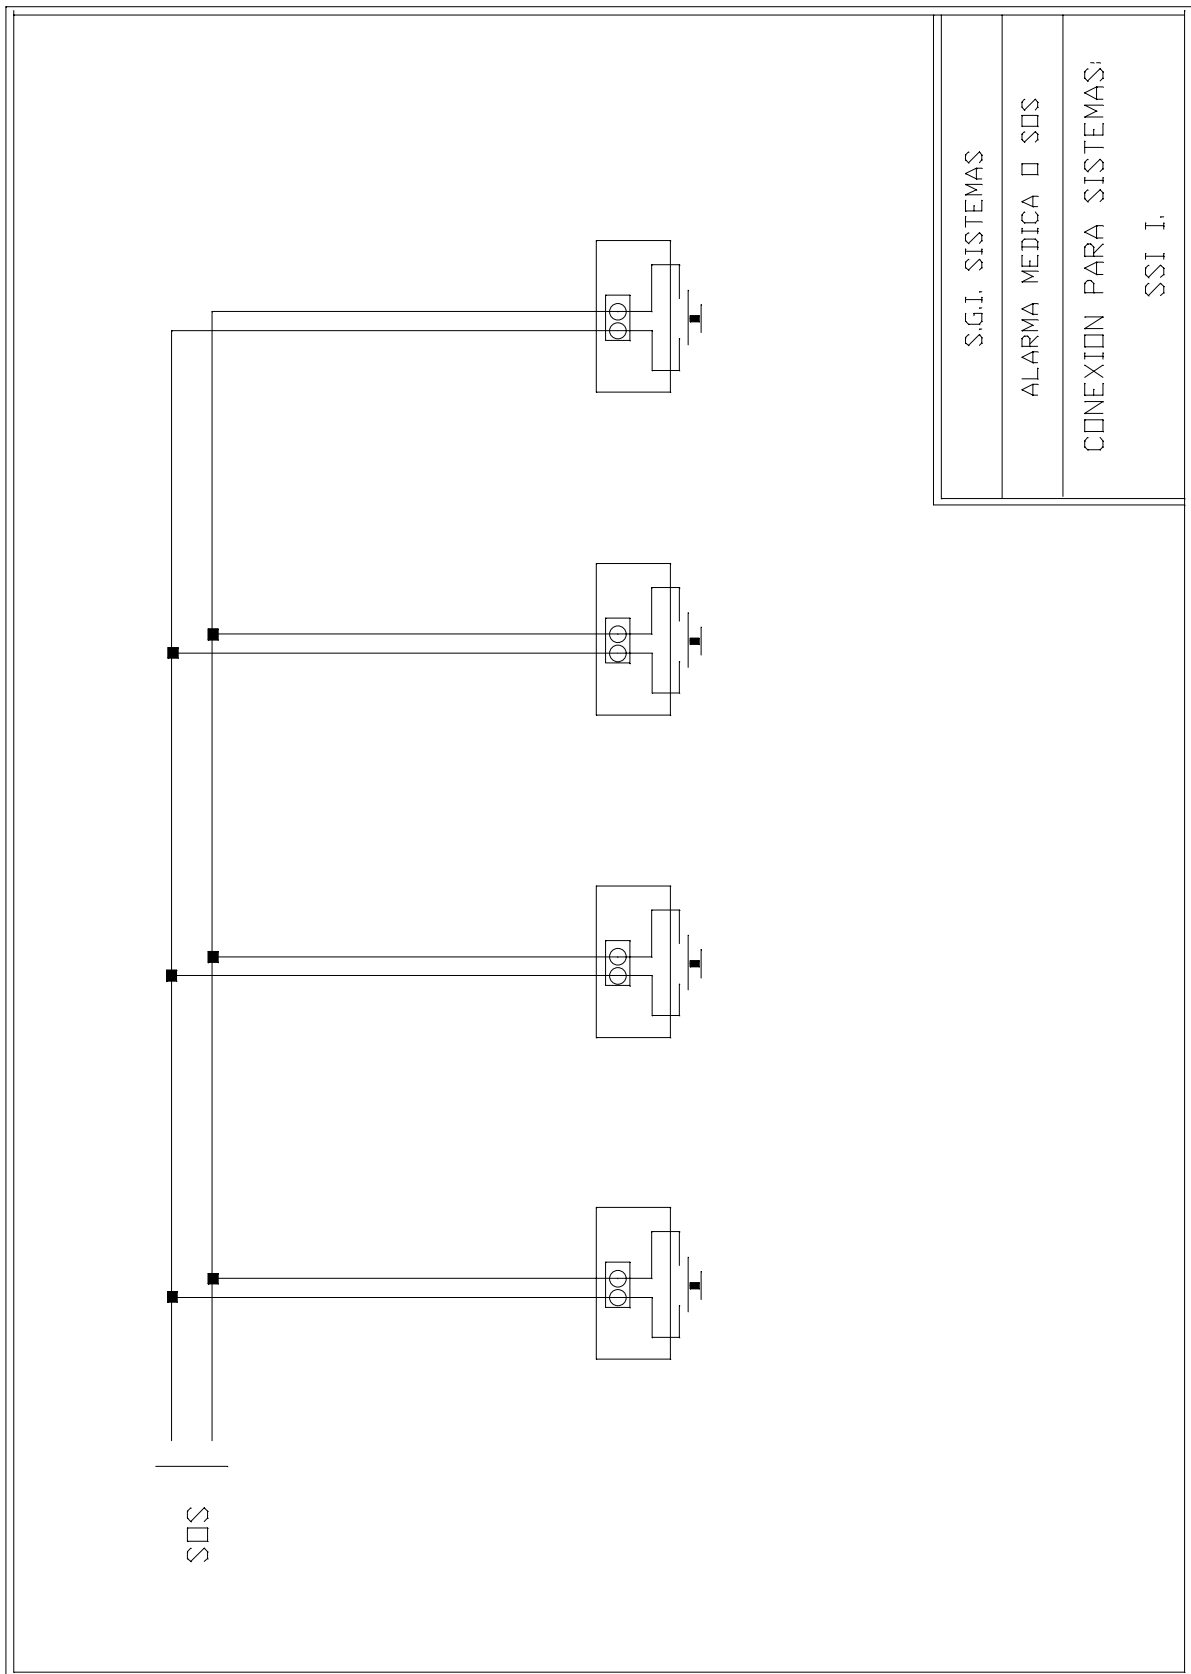 S.G.I. SISTEMAS
ALARMA MEDICA O SOS
CONEXION PARA SISTEMAS:
SSI I.
SOS